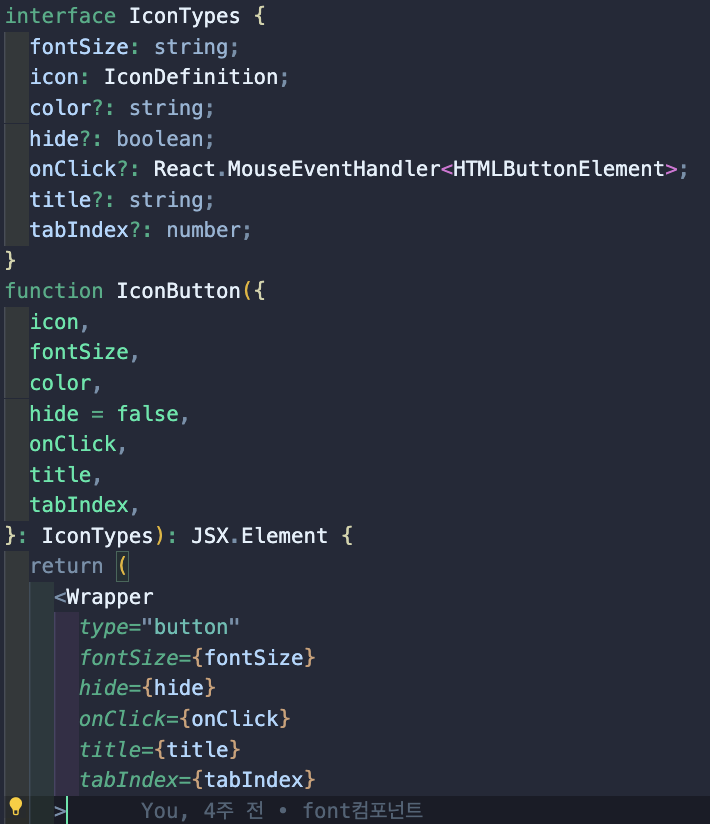 interface IconTypes {
  fontSize: string;
  icon: IconDefinition;
  color?: string;
  hide?: boolean;
  onClick?: React.MouseEventHandler<HTMLButtonElement>;
  title?: string;
  tabIndex?: number;
}
function IconButton({
  icon,
  fontSize,
  color,
  hide = false,
  onClick,
  title,
  tabIndex,
}: IconTypes): JSX.Element {
  return (
    <Wrapper
      type="button"
      fontSize={fontSize}
      hide={hide}
      onClick={onClick}
      title={title}
      tabIndex={tabIndex}
    > You, 4주 전 • font컴포넌트